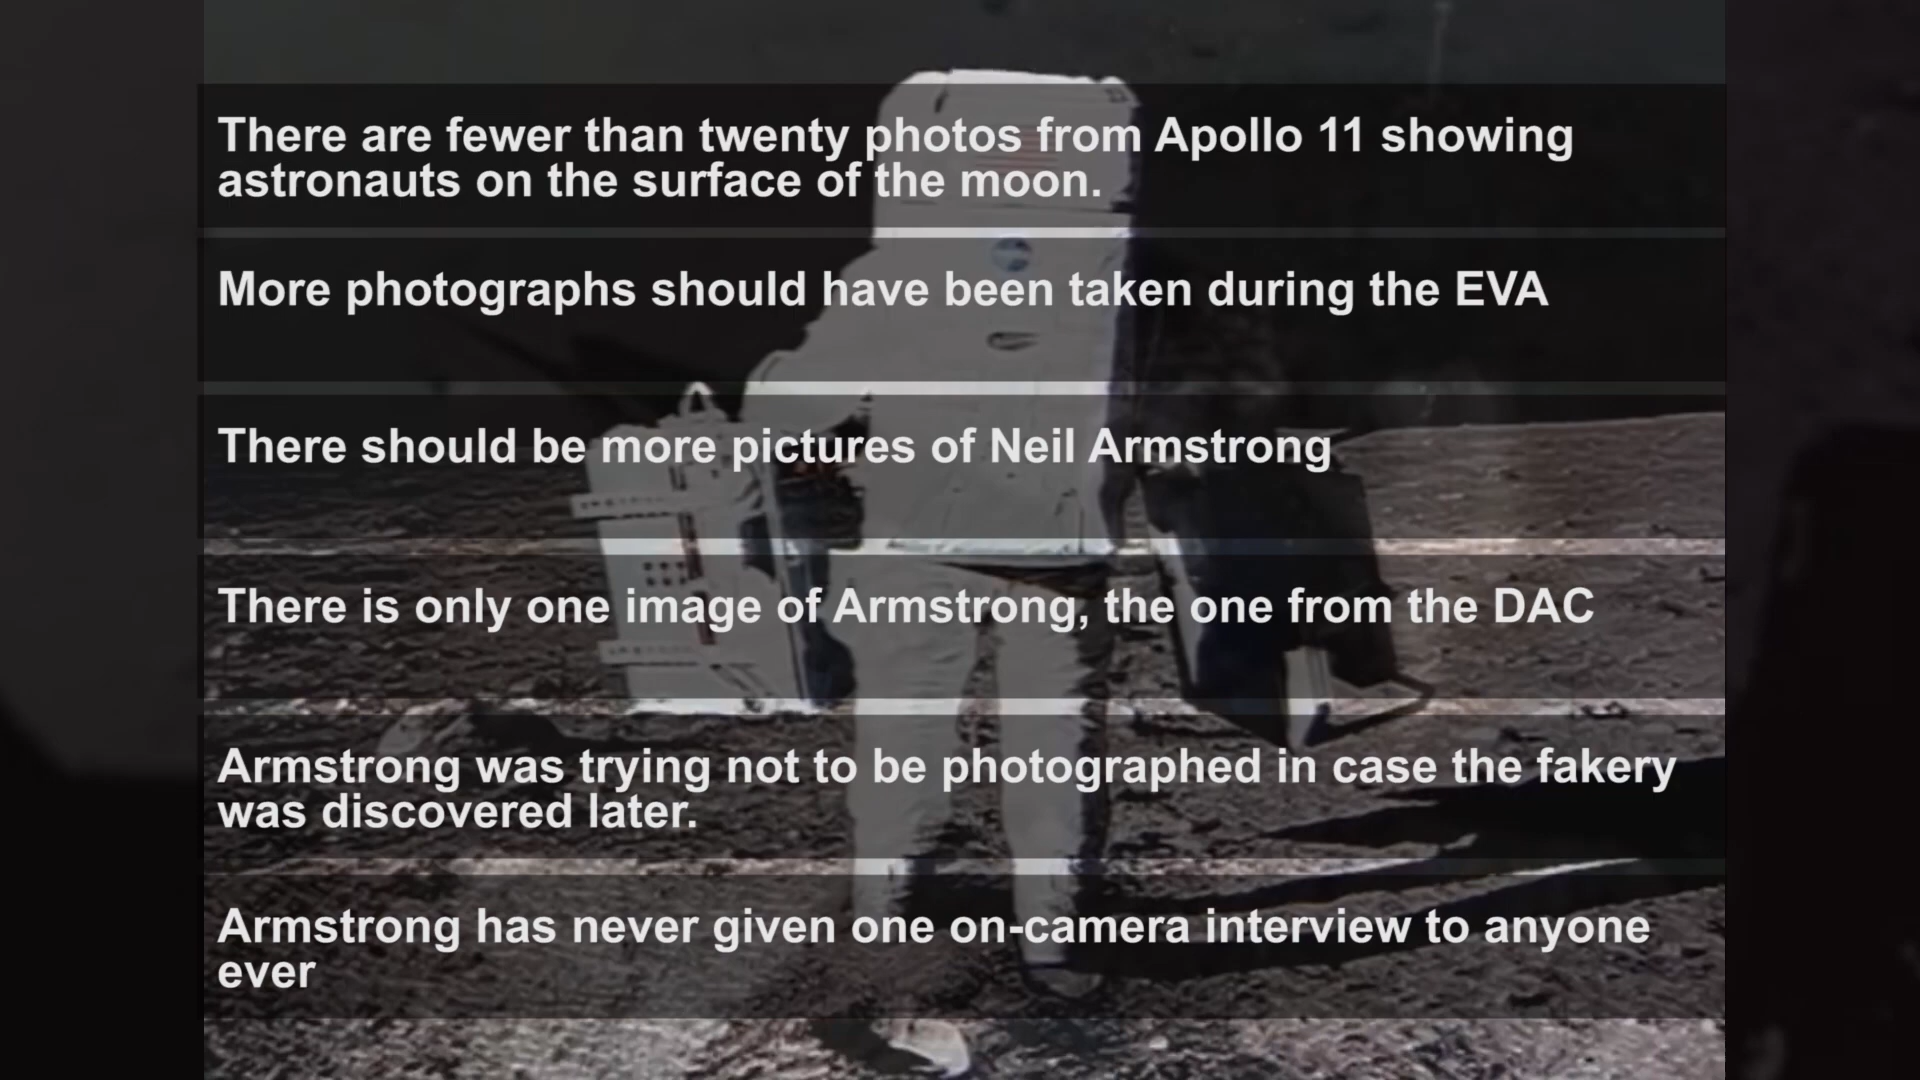 There are fewer than twenty photos from Apollo 11 showing
astronauts on the surface of the moon.
More photographs should have been taken during the EVA
There should be more pictures of Neil Armstrong
There is only one image of Armstrong, the one from the DAC
Armstrong was trying not to be photographed in case the fakery
was discovered later.
Armstrong has never given one on-camera interview to anyone
ever